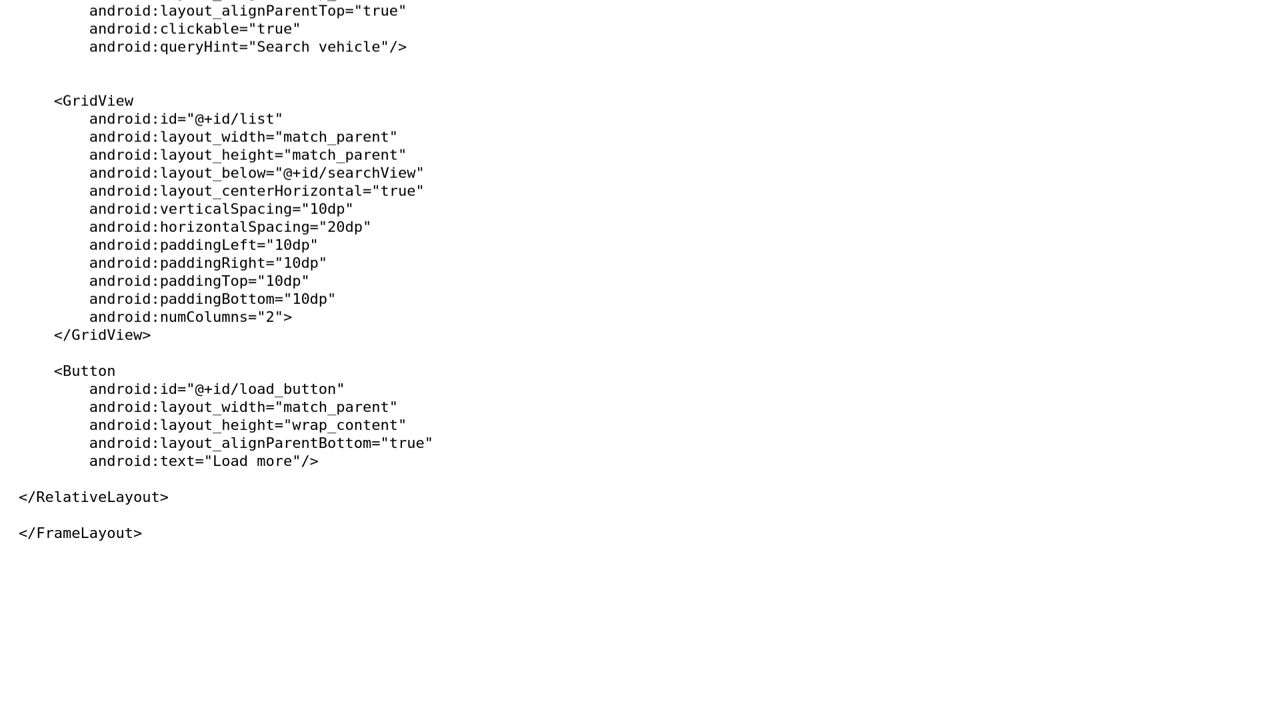 android:layout_alignParentTop="true"
android:clickable="true"
android:queryHint="Search vehicle"/>
<GridView
android:id="@+id/list"
android:layout_width="match_parent"
android:layout_height="match_parent"
android:layout_below="@+id/searchView"
android:layout_centerHorizontal="true"
android:verticalSpacing="10dp"
android:horizontalSpacing="20dp"
android:paddingLeft="10dp"
android:paddingRight="10dp"
android:paddingTop="10dp"
android:paddingBottom="10dp"
android:numColumns="2">
</GridView>
<Button
android:id="@+id/load_button"
android:layout_width="match_parent"
android:layout_height="wrap_content"
android:layout_alignParentBottom="true"
android:text="Load more"/>
</RelativeLayout>
</FrameLayout>